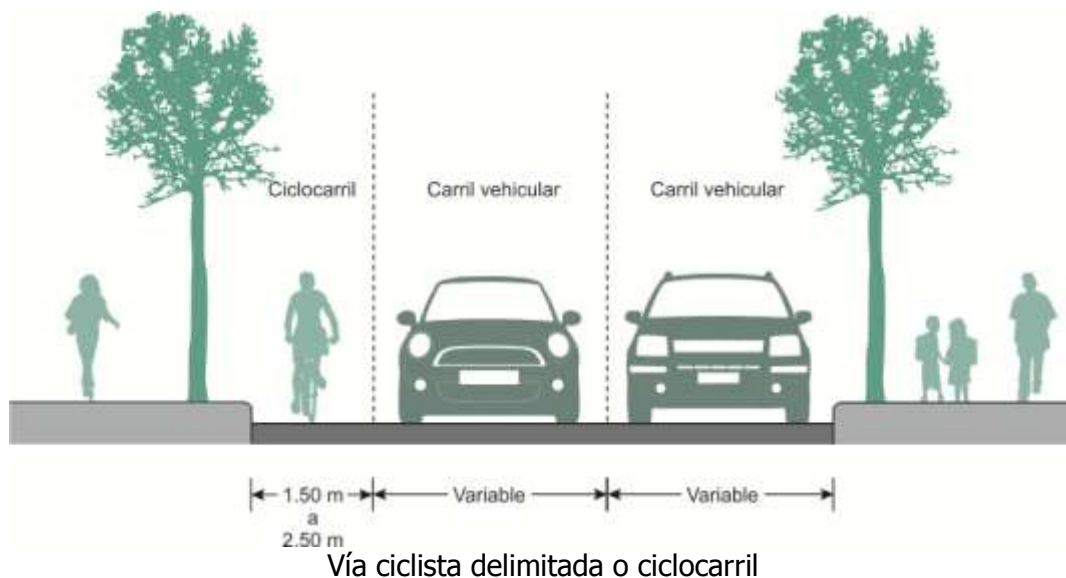 Ciclocarril
Carril vehicular
Carril vehicular
1.50 m
a
2.50 m
Variable
Variable
Vía ciclista delimitada o ciclocarril